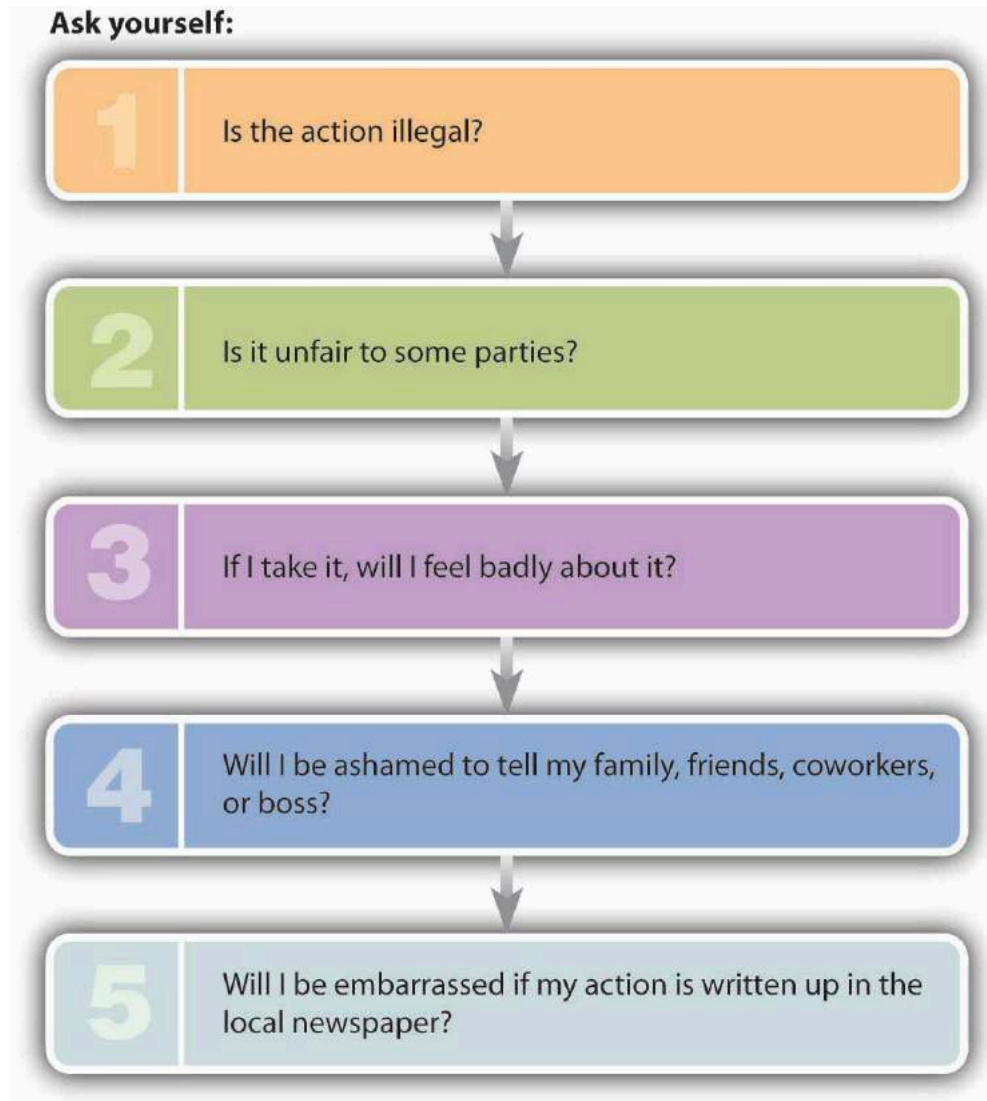 Ask yourself:
1
Is the action illegal?
2
Is it unfair to some parties?
3
If I take it, will I feel badly about it?
4
Will I be ashamed to tell my family, friends, coworkers,
or boss?
5
Will I be embarrassed if my action is written up in the
local newspaper?